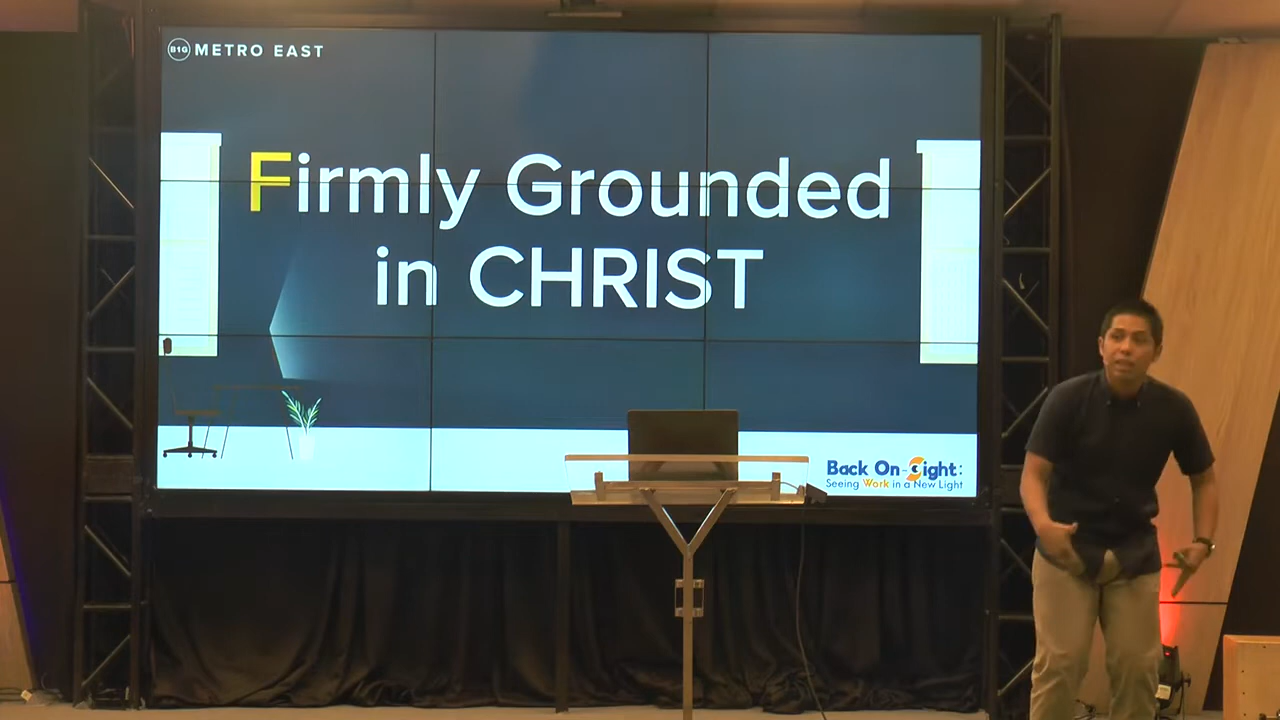 B1G METRO EAST
Firmly Grounded
in CHRIST
Back On-Sight:
Seeing Work in a New Light